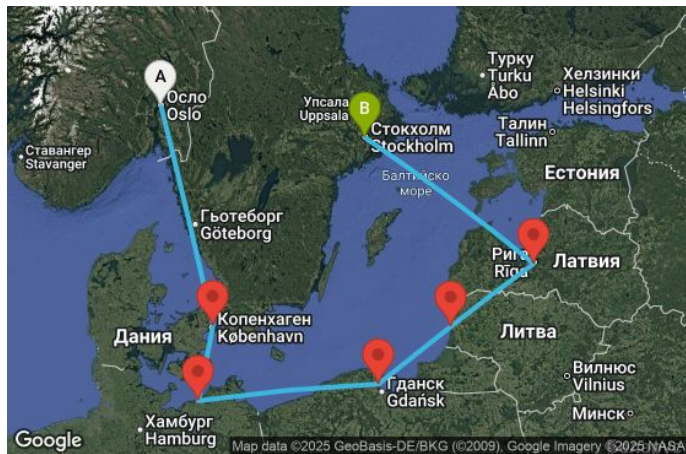 A
Осло
Oslo
Упсала
Uppsala
B
Стокхолм
Stockholm
Турку
Turku
Åbo
Хелзинки
Helsinki
Helsingfors
Талин
Tallinn
Ставангер
Stavanger
Балтийско
море
Естония
Гьотеборг
Göteborg
Рига
Rīga
Латвия
Копенхаген
København
Дания
Литва
Вилнюс
Vilnius
Гданск
Gdańsk
Минск
Хамбург
Hamburg
Google
Map data ©2025 GeoBasis-DE/BKG (©2009), Google Imagery ©2025 NASA